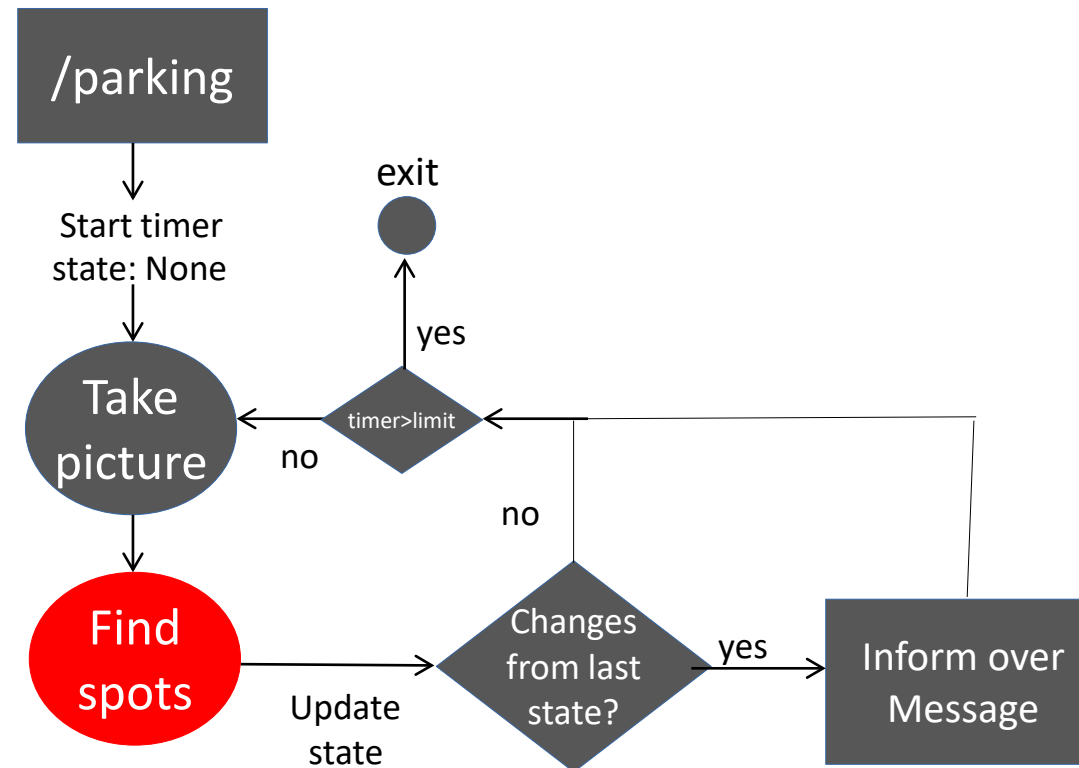 /parking
Start timer
state: None
exit
yes
Take
picture
no
timer>limit
no
Find
spots
Update
state
Changes
from last
state?
yes
Inform over
Message